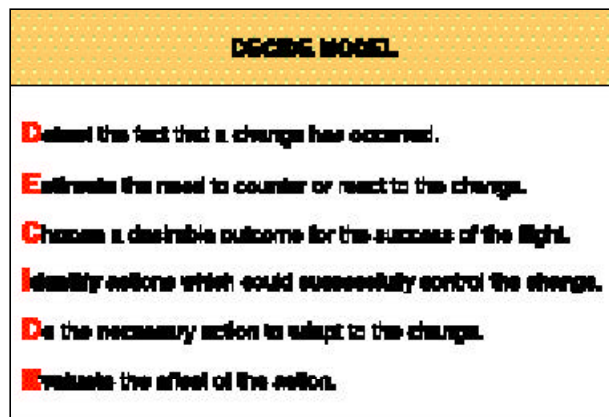 DECIDE MODEL
Detect the fact that a change has occurred.
Estimate the need to counter or react to the change.
Choose a desirable outcome for the success of the flight.
Identify actions which could successfully control the change.
Do the necessary action to adapt to the change.
Evaluate the effect of the action.